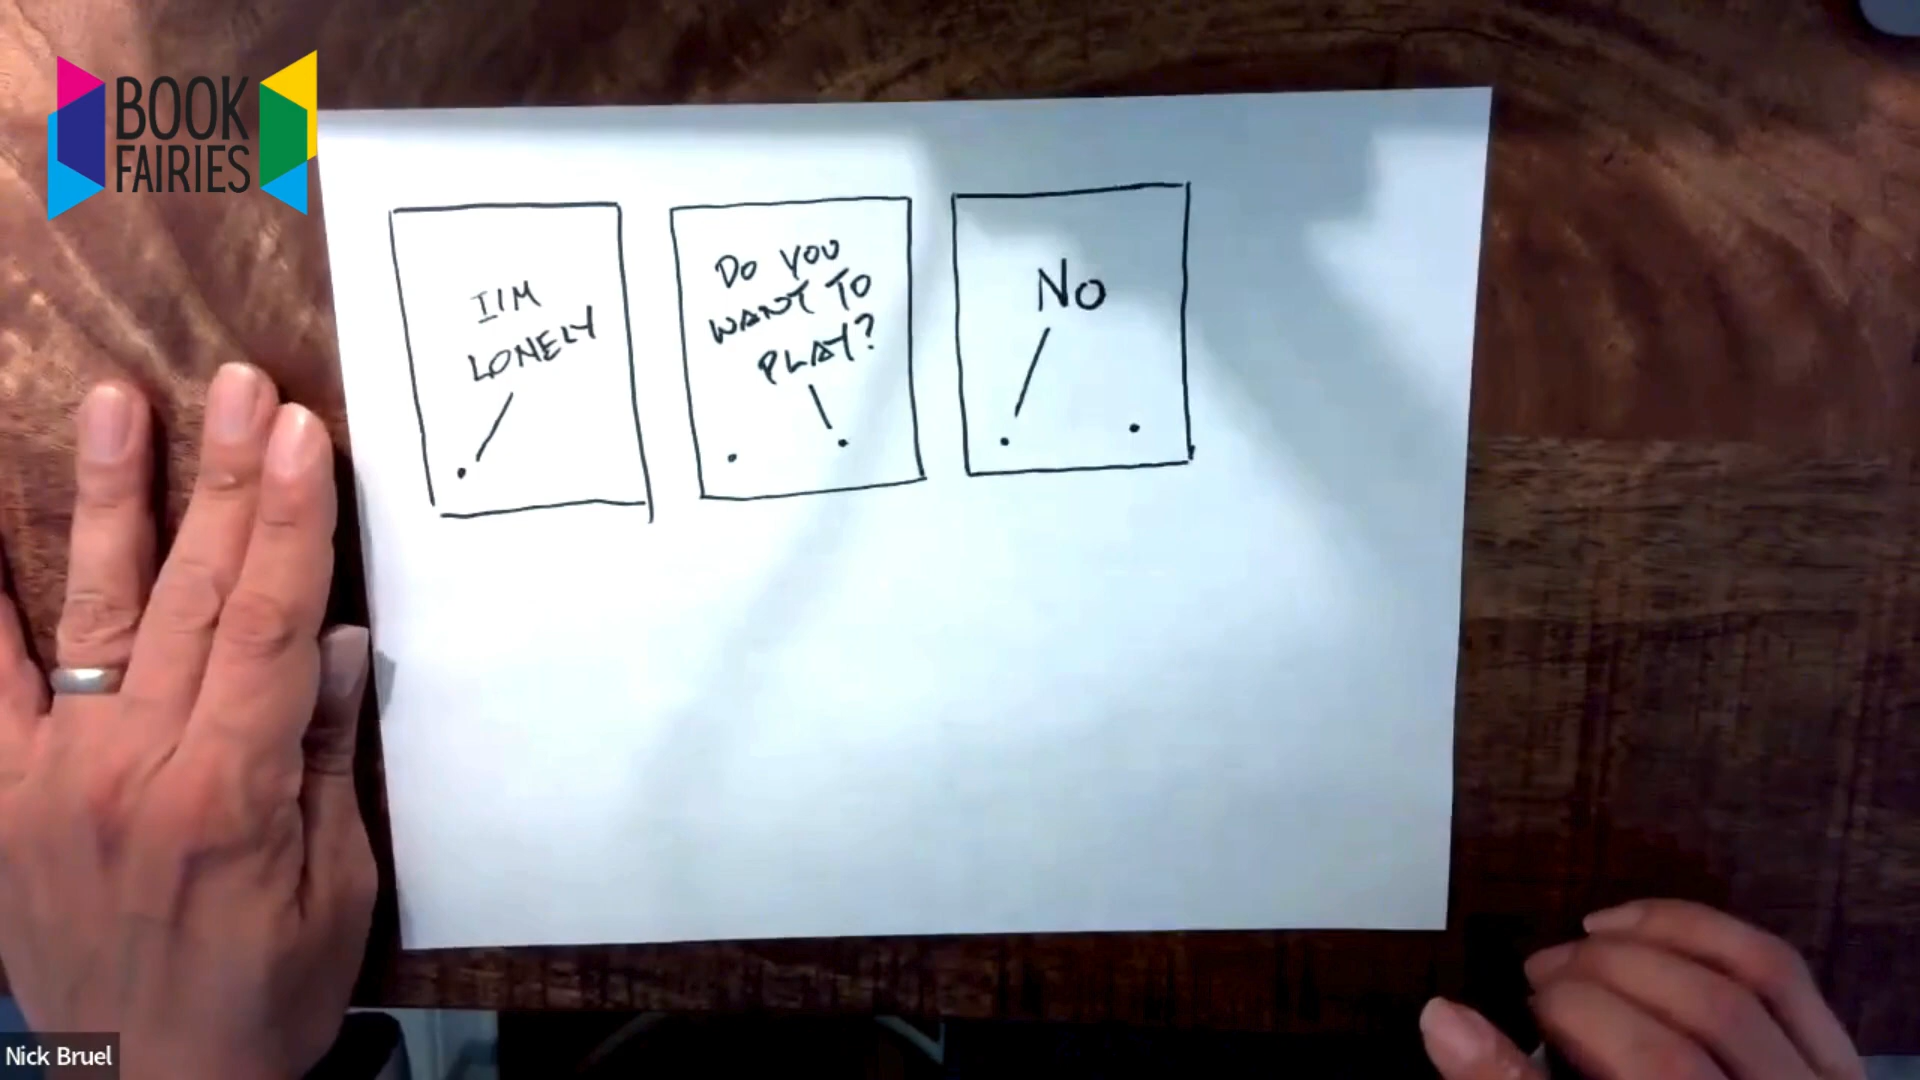 BOOK
FAIRIES
I'M
LONELY
DO YOU
WANT TO
PLAY?
NO
Nick Bruel